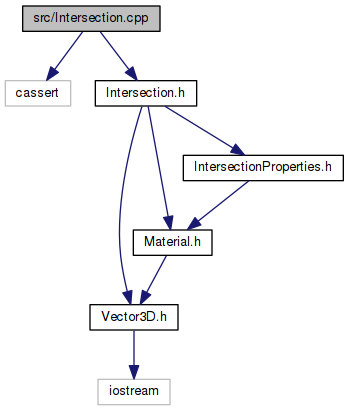 src/Intersection.cpp
cassert
Intersection.h
IntersectionProperties.h
Material.h
Vector3D.h
iostream